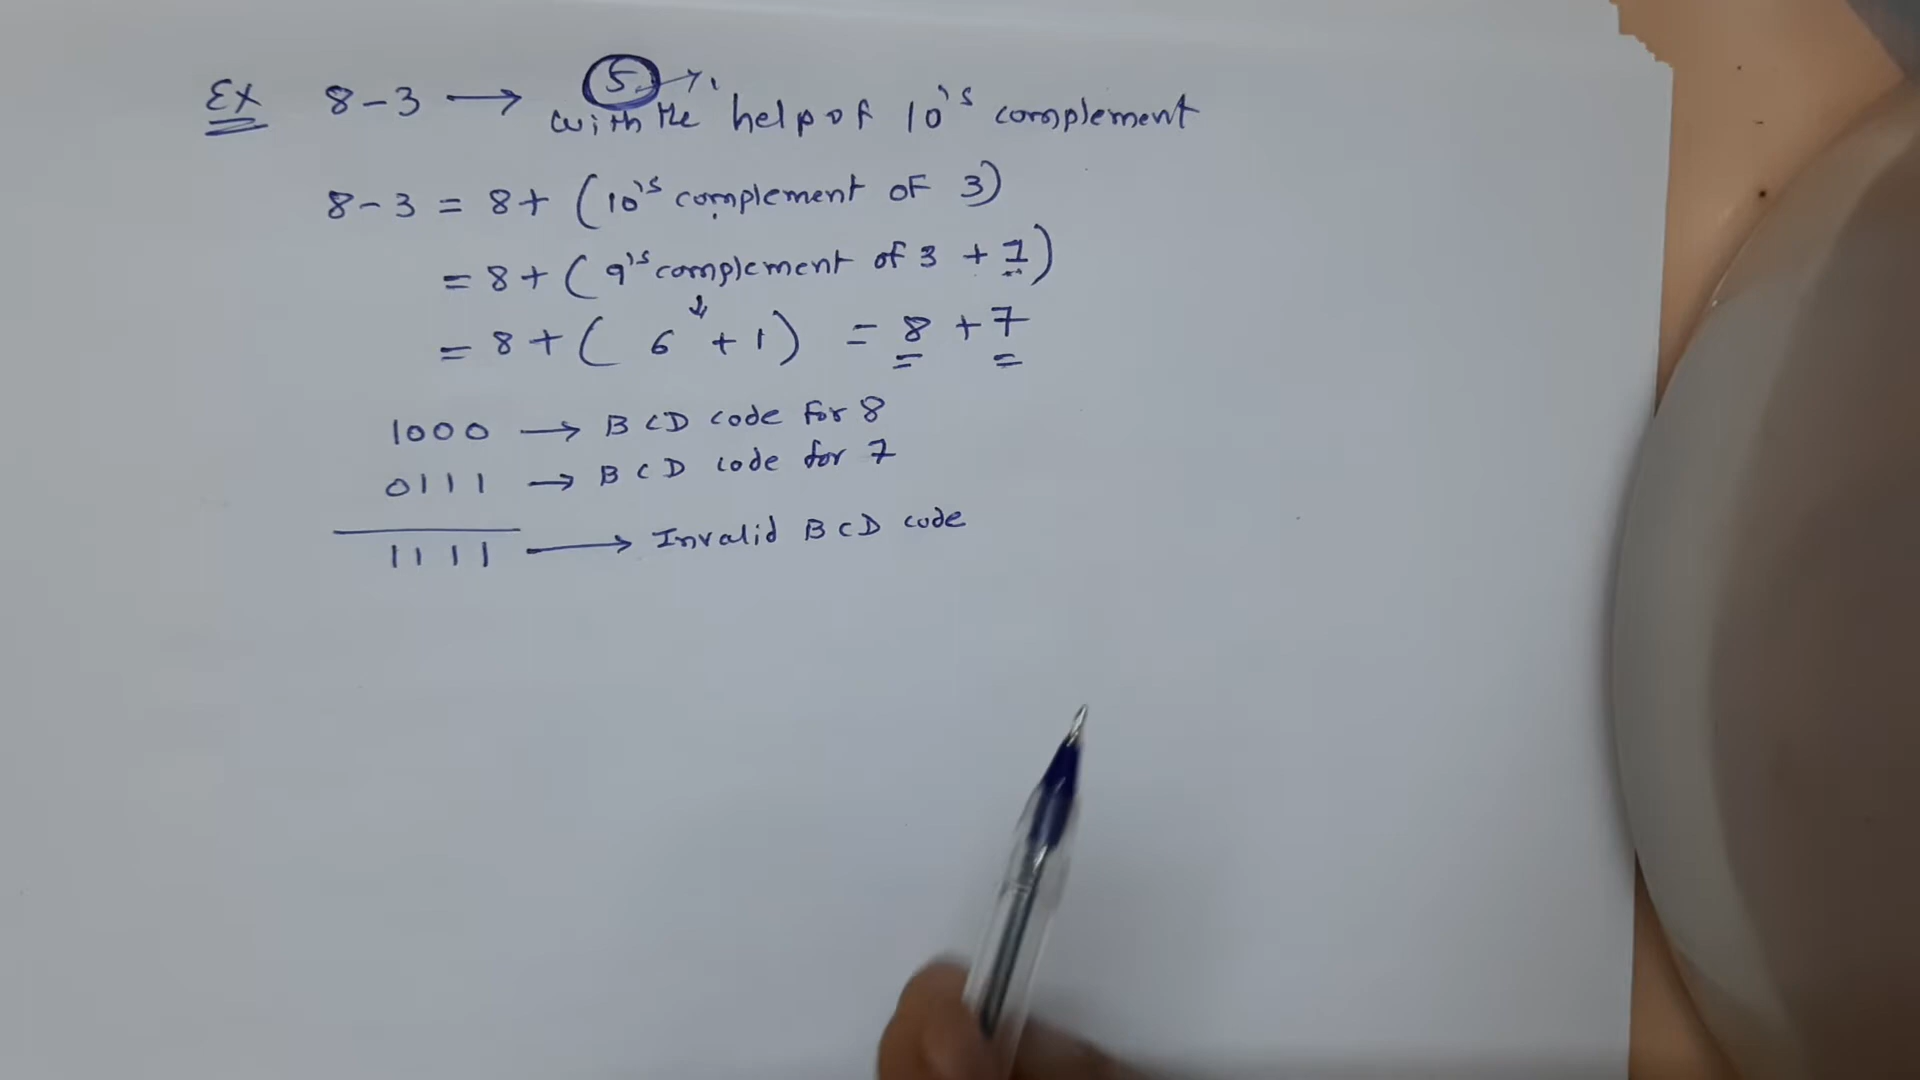 Ex 8-3 → 5 →
with the help of 10's complement
8-3 = 8+ (10's complement of 3)
= 8+ (9's complement of 3 + 1)
= 8+ ( 6 + 1) = 8 + 7
1000 → BCD code for 8
0111 → BCD code for 7
1111 → Invalid BCD code